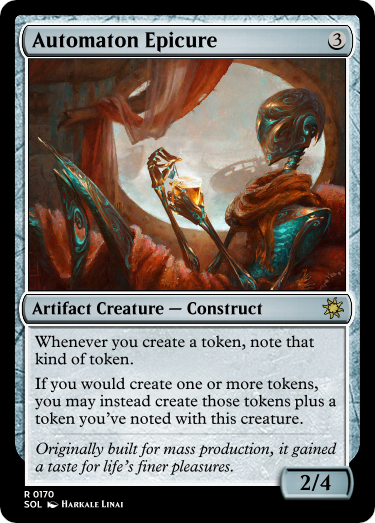 Automaton Epicure 3
Artifact Creature — Construct
Whenever you create a token, note that
kind of token.
If you would create one or more tokens,
you may instead create those tokens plus a
token you've noted with this creature.
Originally built for mass production, it gained
a taste for life's finer pleasures.
2/4
R 0170
SOL Harkale Linai